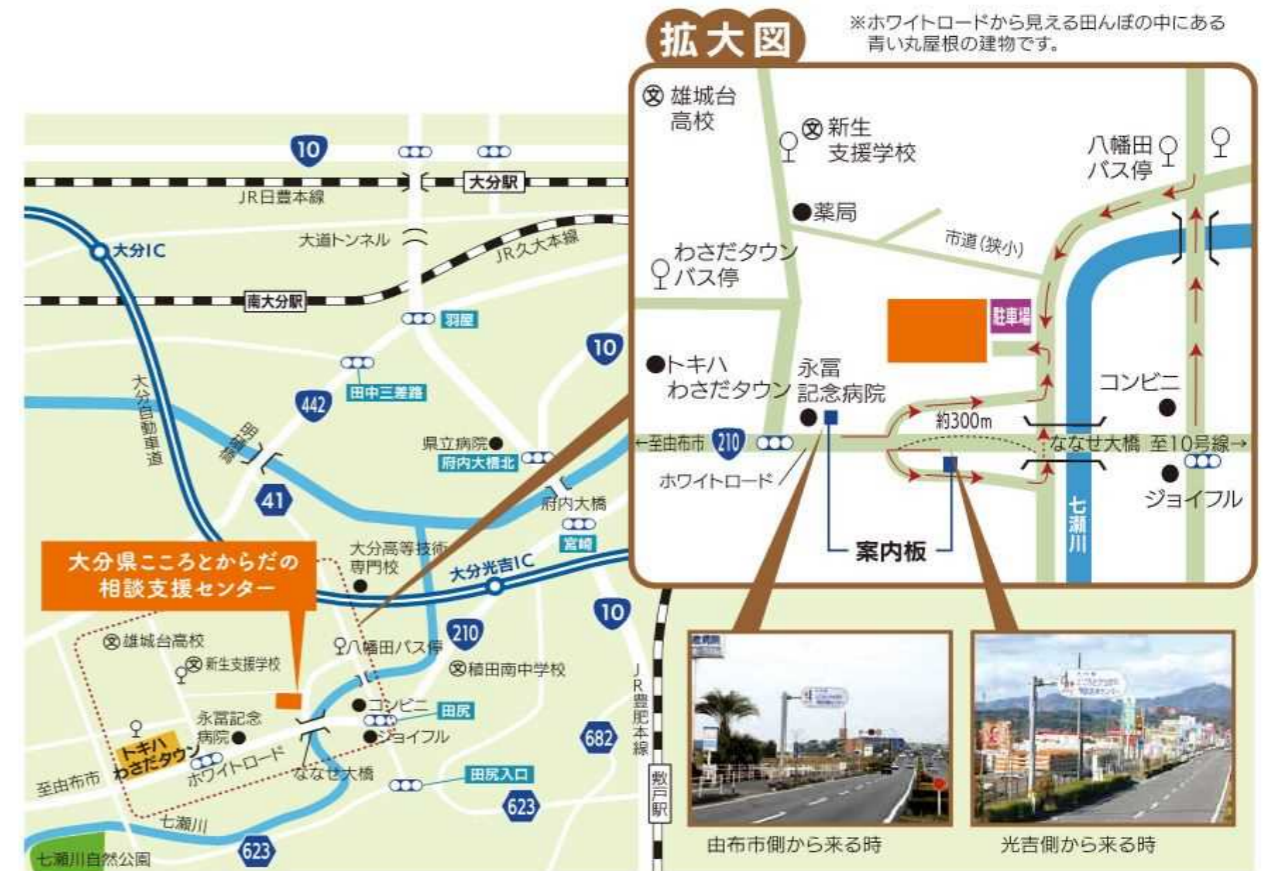 拡大図
※ホワイトロードから見える田んぼの中にある
青い丸屋根の建物です。
文 雄城台
高校
文 新生
支援学校
八幡田
バス停
薬局
市道(狭小)
わさだタウン
バス停
駐車場
トキハ
わさだタウン
永冨
記念病院
コンビニ
約300m
←至由布市
210
ななせ大橋
至10号線→
ホワイトロード
ジョイフル
七瀬川
案内板
10
大分駅
JR日豊本線
大道トンネル
JR久大本線
大分IC
南大分駅
羽屋
10
田中三差路
442
大分自動車道
明磧橋
県立病院
府内大橋北
41
府内大橋
宮崎
大分高等技術
専門校
大分光吉IC
大分県こころとからだの
相談支援センター
10
文 雄城台高校
八幡田バス停
210
文 新生支援学校
文 稙田南中学校
JR豊肥本線
コンビニ
田尻
永冨記念
病院
ジョイフル
682
トキハ
わさだタウン
ホワイトロード
ななせ大橋
至由布市
田尻入口
敷戸駅
623
七瀬川
623
七瀬川自然公園
由布市側から来る時
光吉側から来る時